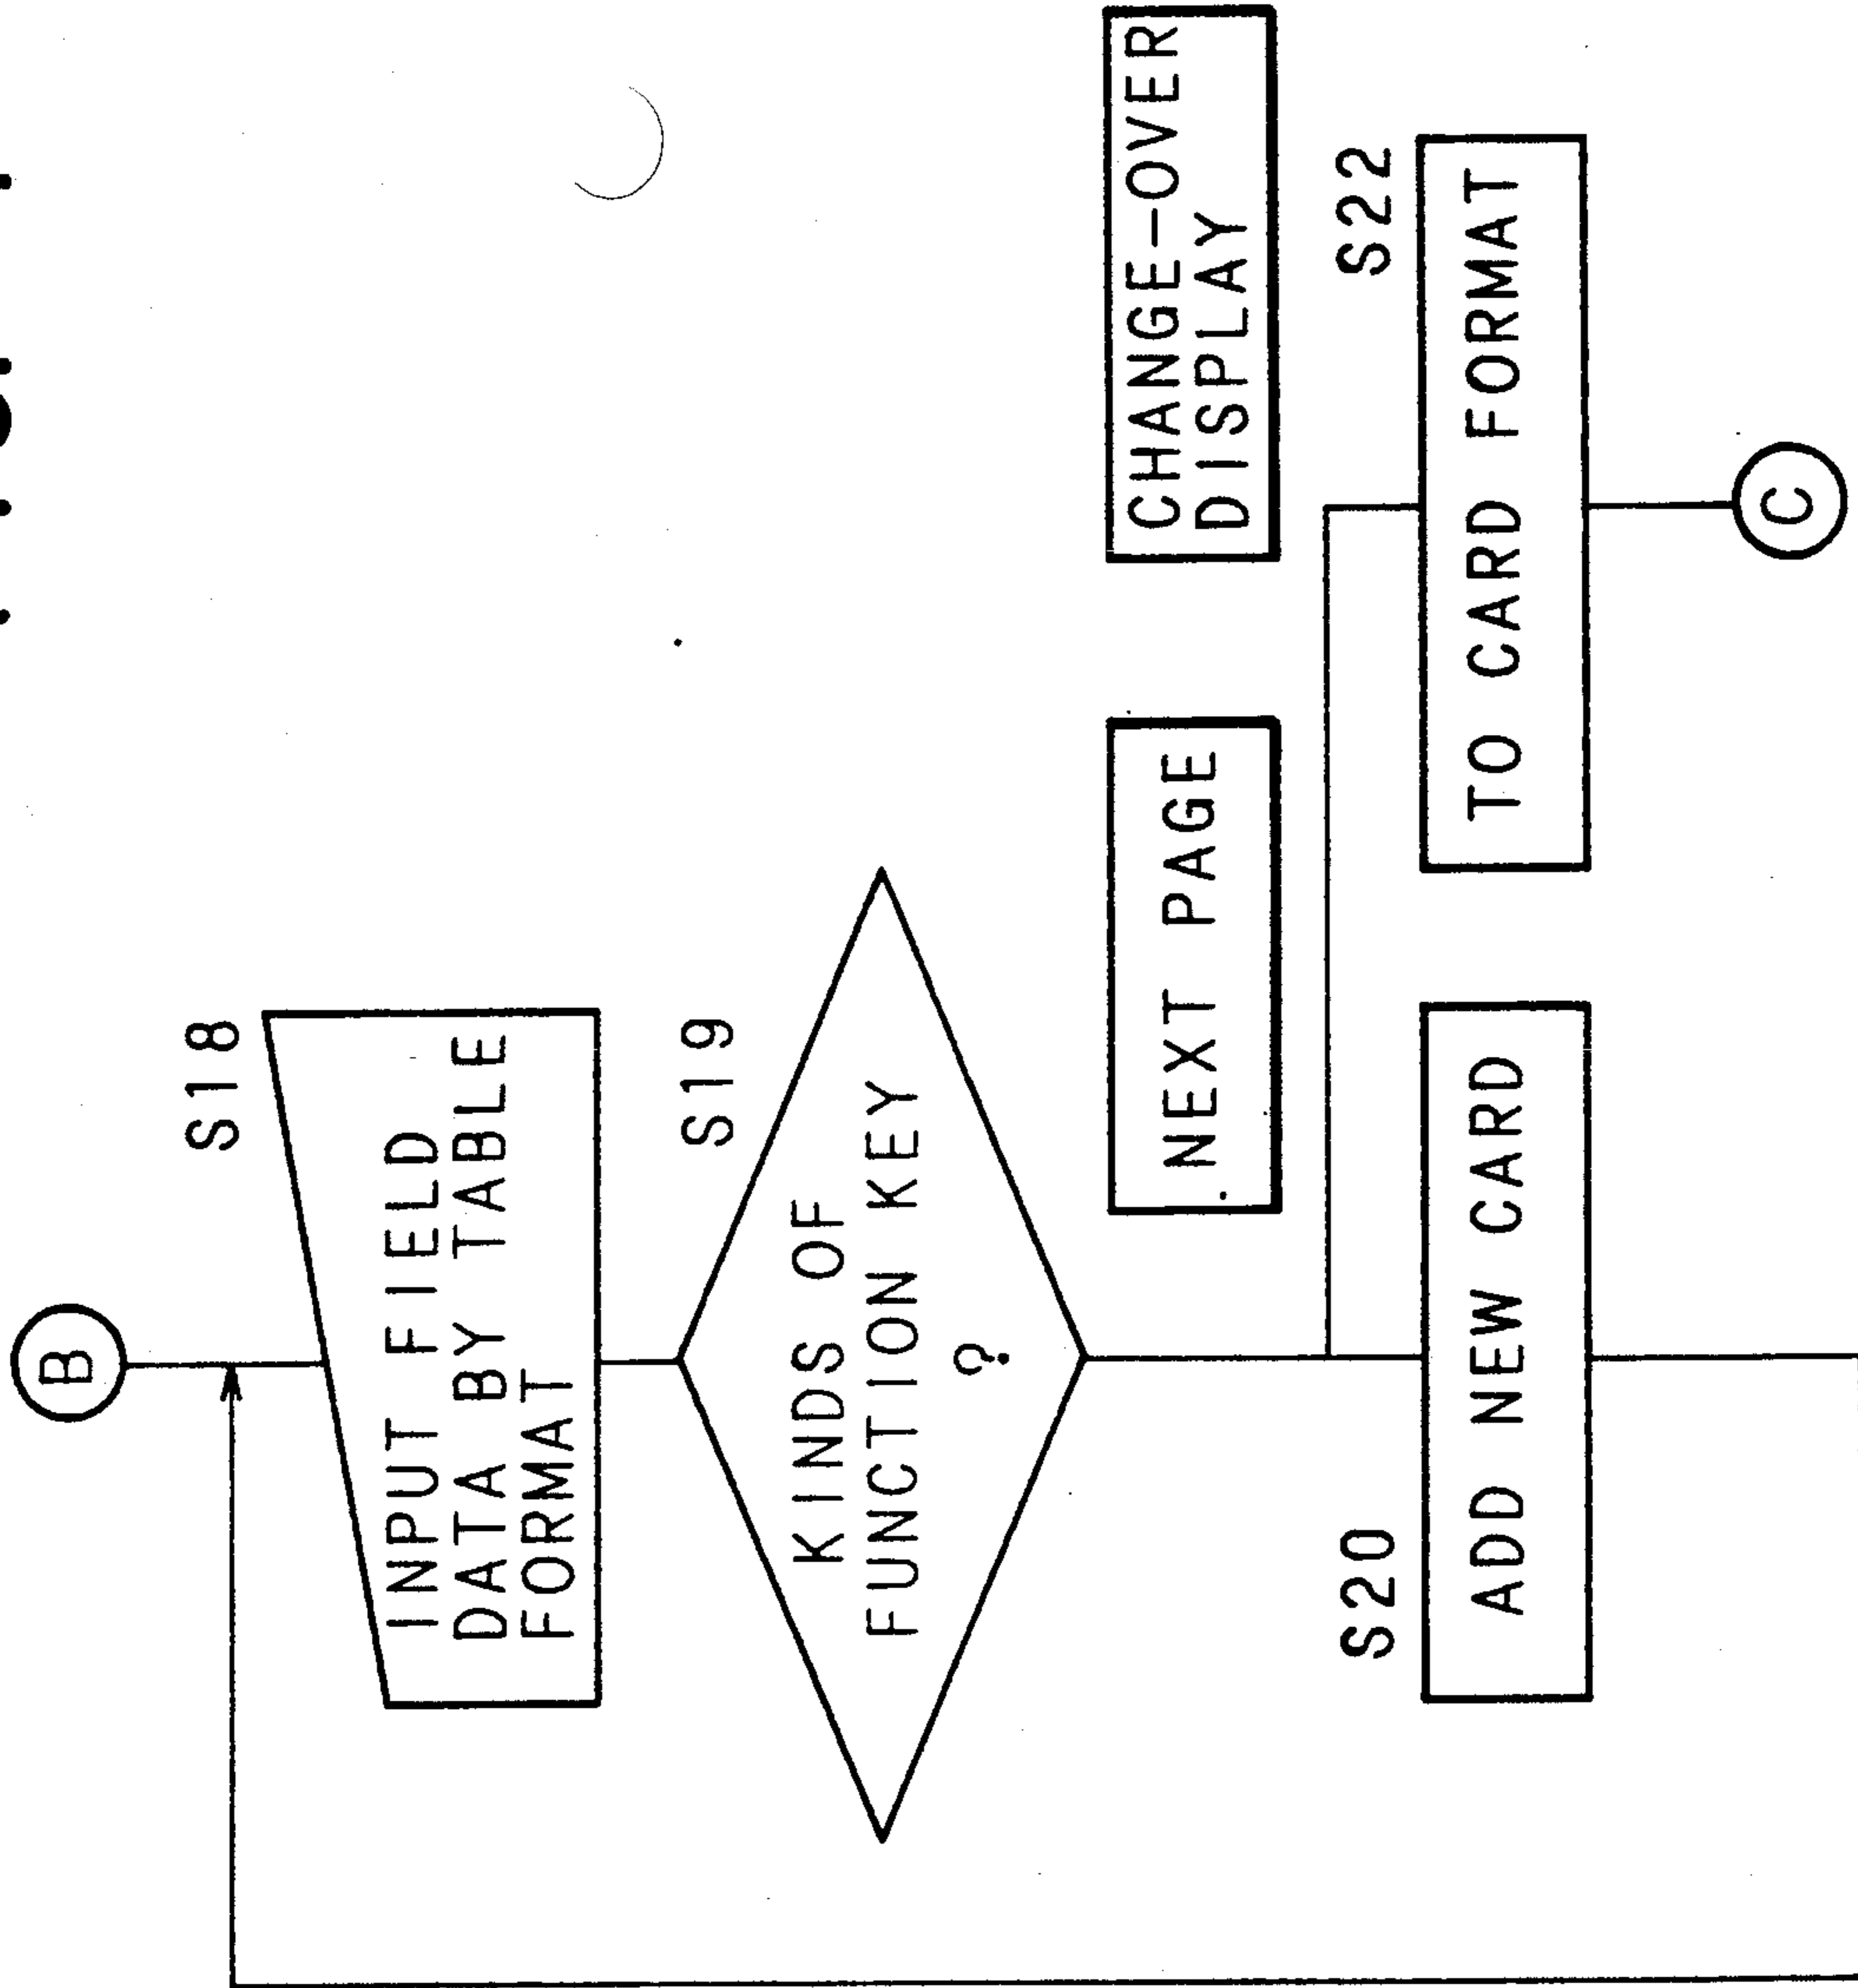 B
S18
INPUT FIELD
DATA BY TABLE
FORMAT
S19
KINDS OF
FUNCTION KEY
?
NEXT PAGE
CHANGE-OVER
DISPLAY
S20
ADD NEW CARD
S22
TO CARD FORMAT
C